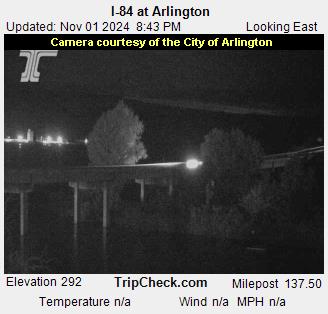 I-84 at Arlington
Updated: Nov 01 2024 8:43 PM Looking East
Camera courtesy of the City of Arlington
Elevation 292 TripCheck.com Milepost 137.50
Temperature n/a Wind n/a MPH n/a